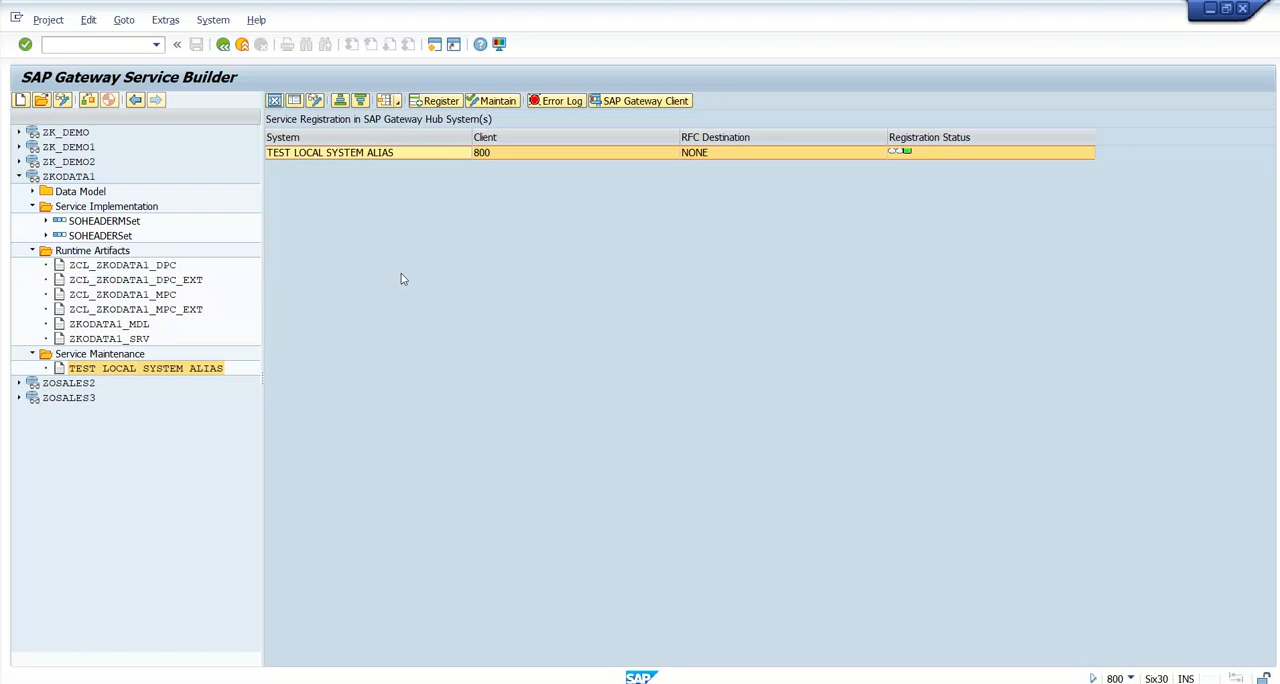 Project Edit Goto Extras System Help
SAP Gateway Service Builder
Register Maintain Error Log SAP Gateway Client
Service Registration in SAP Gateway Hub System(s)
System Client RFC Destination Registration Status
TEST LOCAL SYSTEM ALIAS 800 NONE
ZK_DEMO
ZK_DEMO1
ZK_DEMO2
ZKODATA1
Data Model
Service Implementation
SOHEADERMSet
SOHEADERSet
Runtime Artifacts
ZCL_ZKODATA1_DPC
ZCL_ZKODATA1_DPC_EXT
ZCL_ZKODATA1_MPC
ZCL_ZKODATA1_MPC_EXT
ZKODATA1_MDL
ZKODATA1_SRV
Service Maintenance
TEST LOCAL SYSTEM ALIAS
ZOSALES2
ZOSALES3
SAP 800 Six30 INS